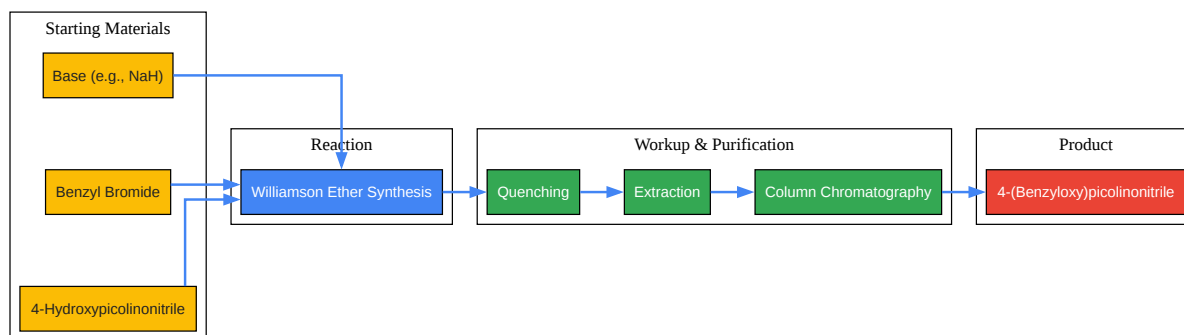 Starting Materials
Base (e.g., NaH)
Benzyl Bromide
4-Hydroxypicolinonitrile
Reaction
Williamson Ether Synthesis
Workup & Purification
Quenching
Extraction
Column Chromatography
Product
4-(Benzyloxy)picolinonitrile